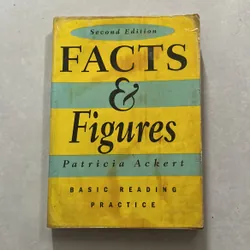 Second Edition
FACTS
&
Figures
Patricia Ackert
BASIC READING
PRACTICE